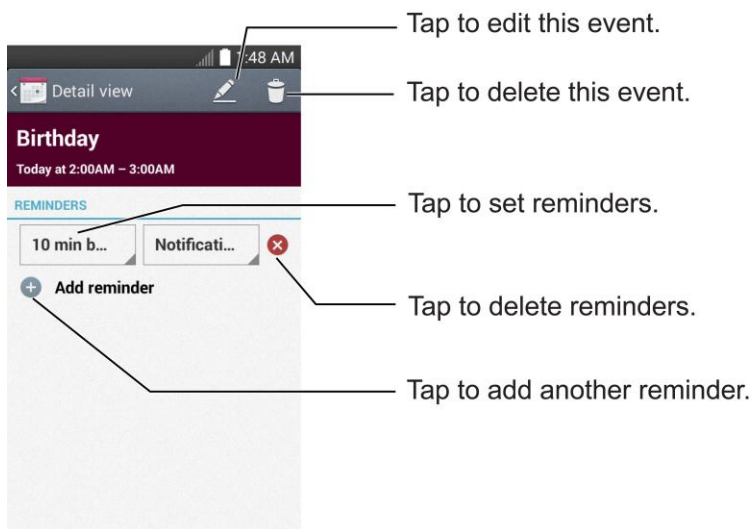 Tap to edit this event.
:48 AM
Detail view
Tap to delete this event.
Birthday
Today at 2:00AM – 3:00AM
REMINDERS
Tap to set reminders.
10 min b... Notificati...
Add reminder
Tap to delete reminders.
Tap to add another reminder.